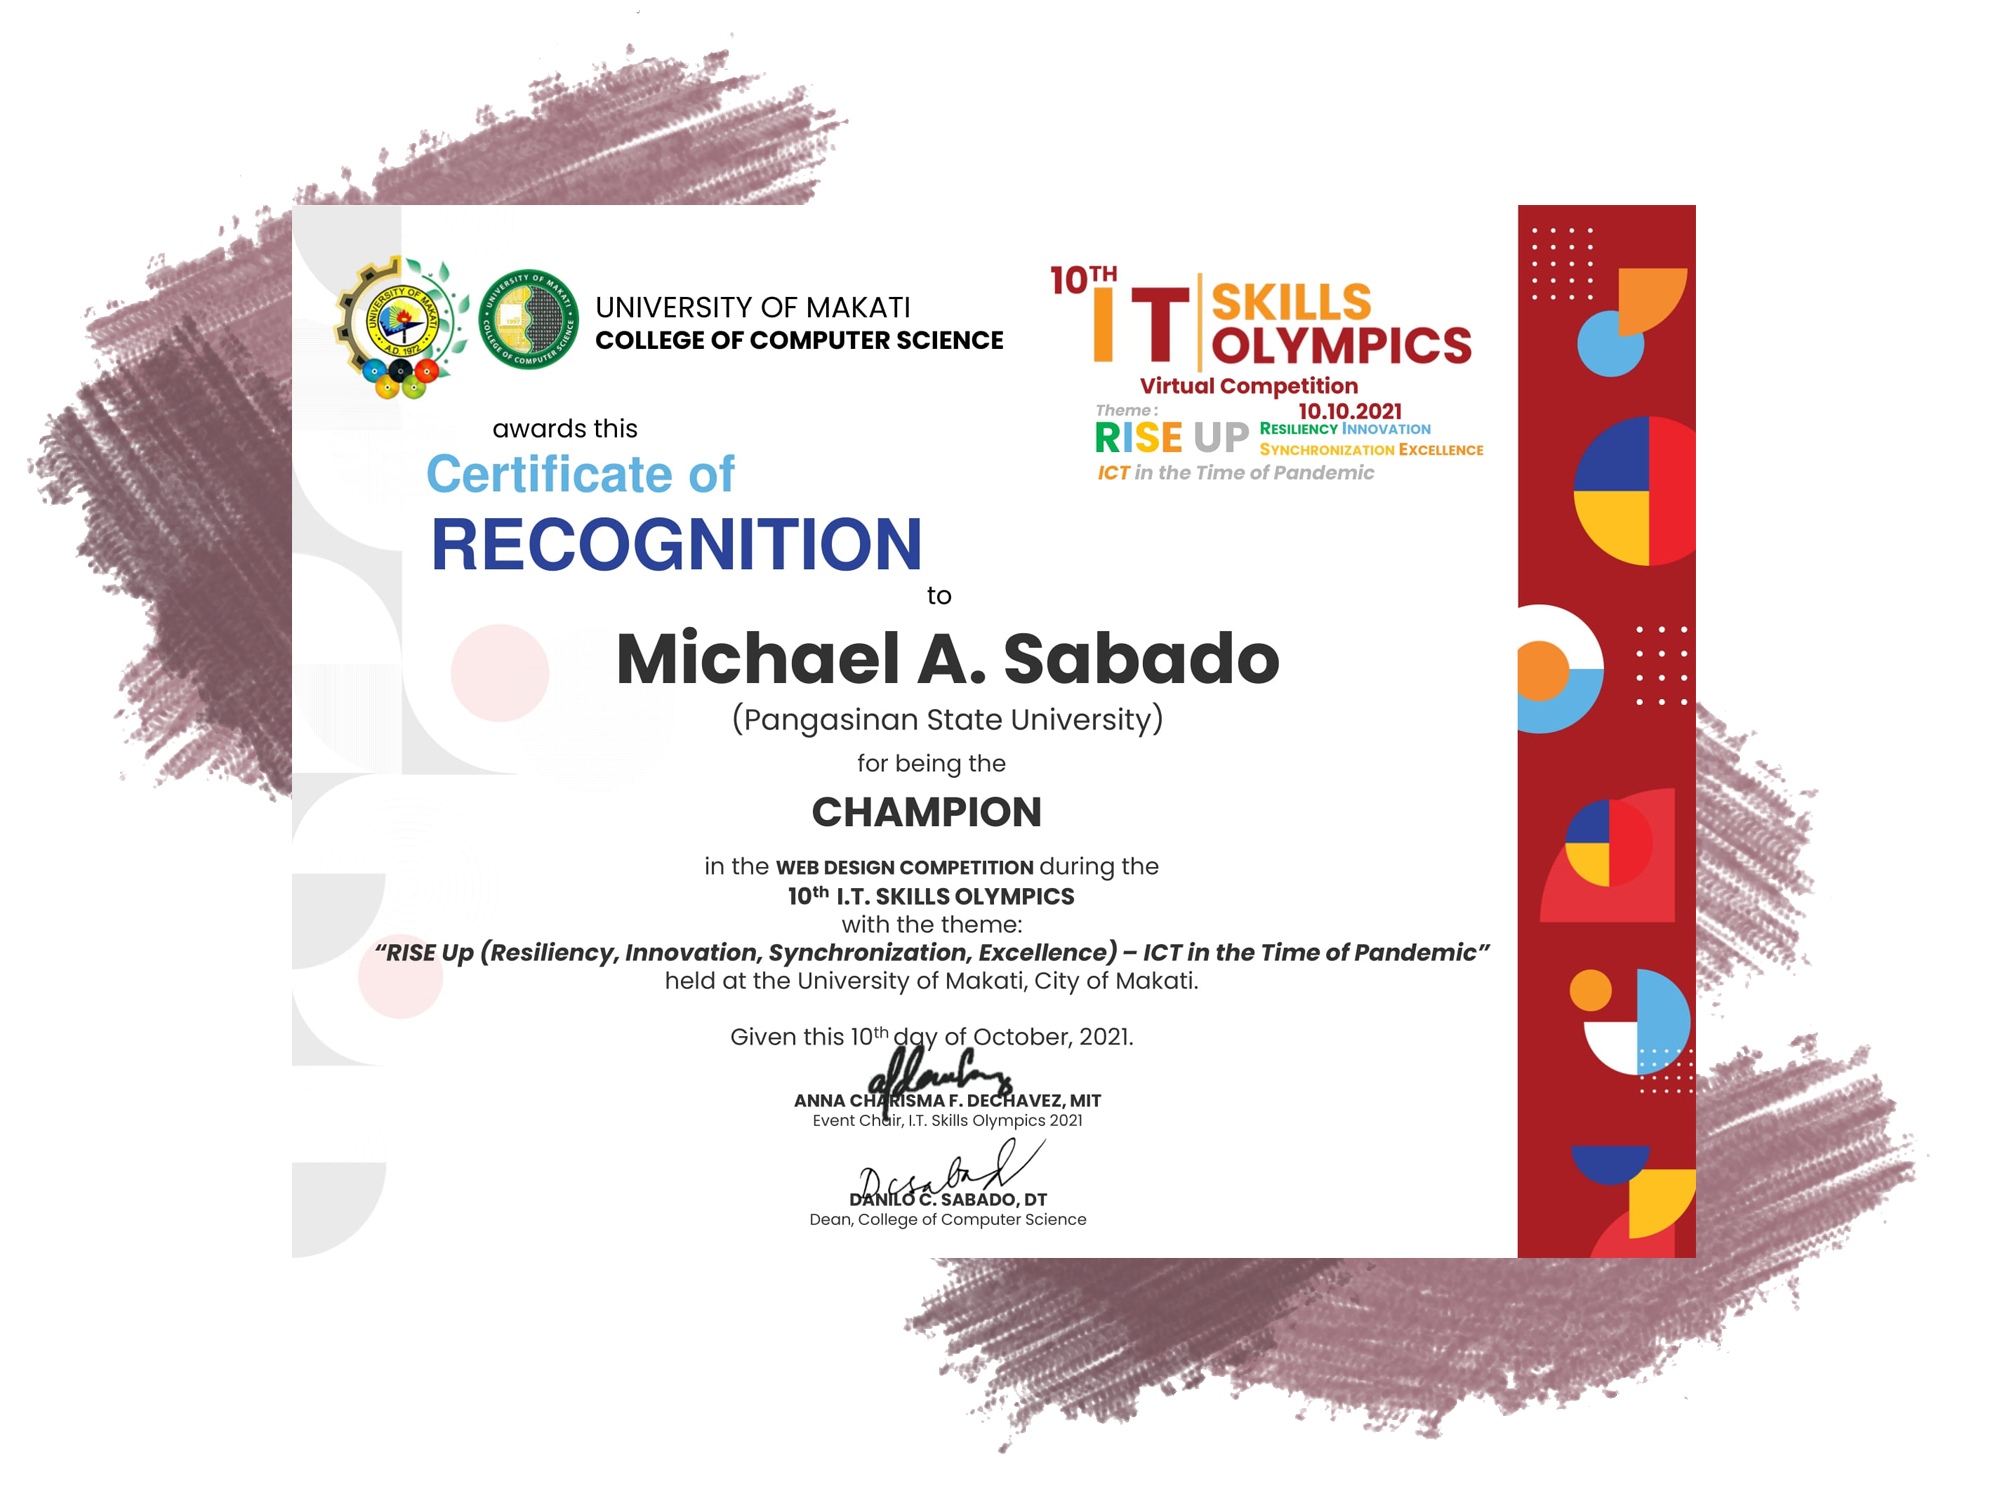 UNIVERSITY OF MAKATI
COLLEGE OF COMPUTER SCIENCE
UNIVERSITY OF MAKATI
A.D. 1972
UNIVERSITY OF MAKATI
COLLEGE OF COMPUTER SCIENCE
10TH
IT SKILLS
OLYMPICS
Virtual Competition
10.10.2021
Theme :
RISE UP RESILIENCY INNOVATION
SYNCHRONIZATION EXCELLENCE
ICT in the Time of Pandemic
awards this
Certificate of
RECOGNITION
to
Michael A. Sabado
(Pangasinan State University)
for being the
CHAMPION
in the WEB DESIGN COMPETITION during the
10th I.T. SKILLS OLYMPICS
with the theme:
“RISE Up (Resiliency, Innovation, Synchronization, Excellence) – ICT in the Time of Pandemic”
held at the University of Makati, City of Makati.
Given this 10th day of October, 2021.
ANNA CHARISMA F. DECHAVEZ, MIT
Event Chair, I.T. Skills Olympics 2021
DANILO C. SABADO, DT
Dean, College of Computer Science